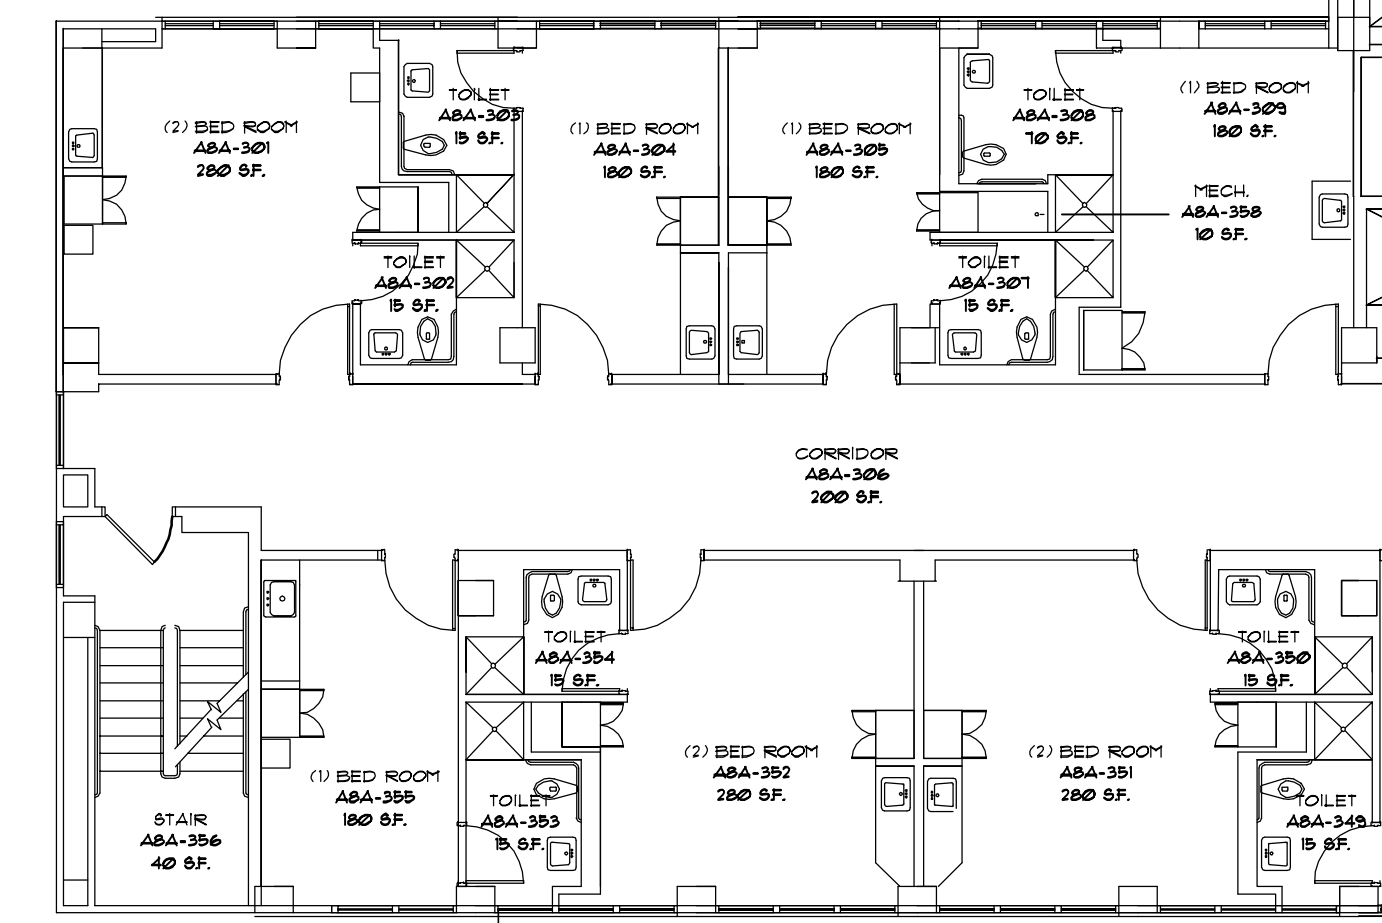 (2) BED ROOM
A8A-301
280 S.F.
TOILET
A8A-303
15 S.F.
(1) BED ROOM
A8A-304
180 S.F.
(1) BED ROOM
A8A-305
180 S.F.
TOILET
A8A-308
70 S.F.
(1) BED ROOM
A8A-309
180 S.F.
MECH.
A8A-358
10 S.F.
TOILET
A8A-302
15 S.F.
TOILET
A8A-307
15 S.F.
CORRIDOR
A8A-306
200 S.F.
TOILET
A8A-354
15 S.F.
TOILET
A8A-350
15 S.F.
(2) BED ROOM
A8A-352
280 S.F.
(2) BED ROOM
A8A-351
280 S.F.
(1) BED ROOM
A8A-355
180 S.F.
TOILET
A8A-353
15 S.F.
TOILET
A8A-349
15 S.F.
STAIR
A8A-356
40 S.F.